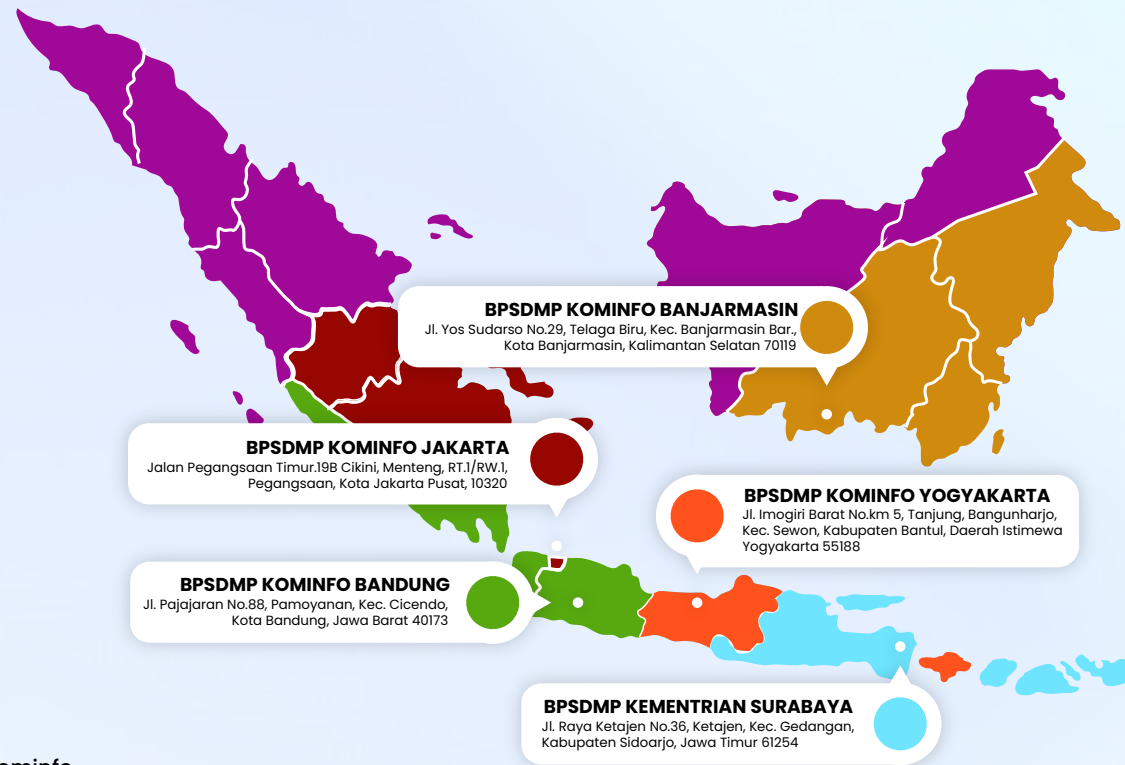 BPSDMP KOMINFO BANJARMASIN
Jl. Yos Sudarso No.29, Telaga Biru, Kec. Banjarmasin Bar.,
Kota Banjarmasin, Kalimantan Selatan 70119
BPSDMP KOMINFO JAKARTA
Jalan Pegangsaan Timur.19B Cikini, Menteng, RT.1/RW.1,
Pegangsaan, Kota Jakarta Pusat, 10320
BPSDMP KOMINFO YOGYAKARTA
Jl. Imogiri Barat No.km 5, Tanjung, Bangunharjo,
Kec. Sewon, Kabupaten Bantul, Daerah Istimewa
Yogyakarta 55188
BPSDMP KOMINFO BANDUNG
Jl. Pajajaran No.88, Pamoyanan, Kec. Cicendo,
Kota Bandung, Jawa Barat 40173
BPSDMP KEMENTRIAN SURABAYA
Jl. Raya Ketajen No.36, Ketajen, Kec. Gedangan,
Kabupaten Sidoarjo, Jawa Timur 61254